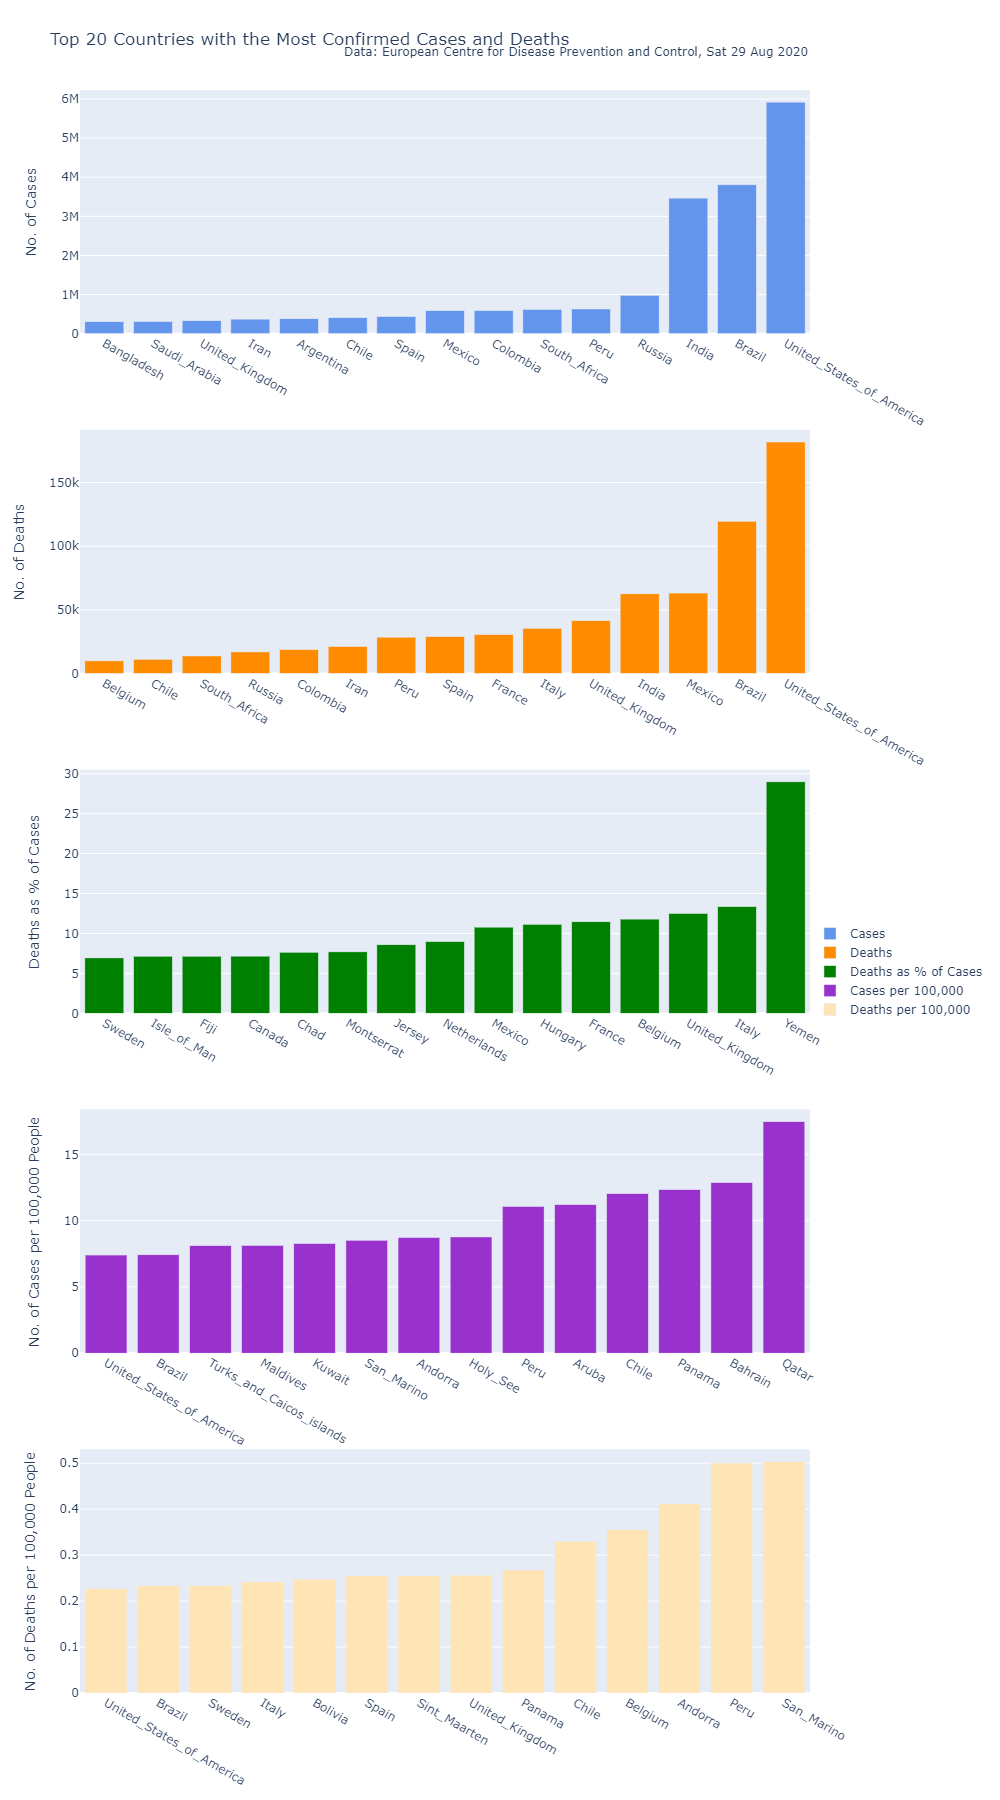 Top 20 Countries with the Most Confirmed Cases and Deaths
Data: European Centre for Disease Prevention and Control, Sat 29 Aug 2020
No. of Cases
6M
5M
4M
3M
2M
1M
0
Bangladesh
Saudi_Arabia
United_Kingdom
Iran
Argentina
Chile
Spain
Mexico
Colombia
South_Africa
Peru
Russia
India
Brazil
United_States_of_America
No. of Deaths
150k
100k
50k
0
Belgium
Chile
South_Africa
Russia
Colombia
Iran
Peru
Spain
France
Italy
United_Kingdom
India
Mexico
Brazil
United_States_of_America
Deaths as % of Cases
30
25
20
15
10
5
0
Sweden
Isle_of_Man
Fiji
Canada
Chad
Montserrat
Jersey
Netherlands
Mexico
Hungary
France
Belgium
United_Kingdom
Italy
Yemen
Cases
Deaths
Deaths as % of Cases
Cases per 100,000
Deaths per 100,000
No. of Cases per 100,000 People
15
10
5
0
United_States_of_America
Brazil
Turks_and_Caicos_islands
Maldives
Kuwait
San_Marino
Andorra
Holy_See
Peru
Aruba
Chile
Panama
Bahrain
Qatar
No. of Deaths per 100,000 People
0.5
0.4
0.3
0.2
0.1
0
United_States_of_America
Brazil
Sweden
Italy
Bolivia
Spain
Sint_Maarten
United_Kingdom
Panama
Chile
Belgium
Andorra
Peru
San_Marino